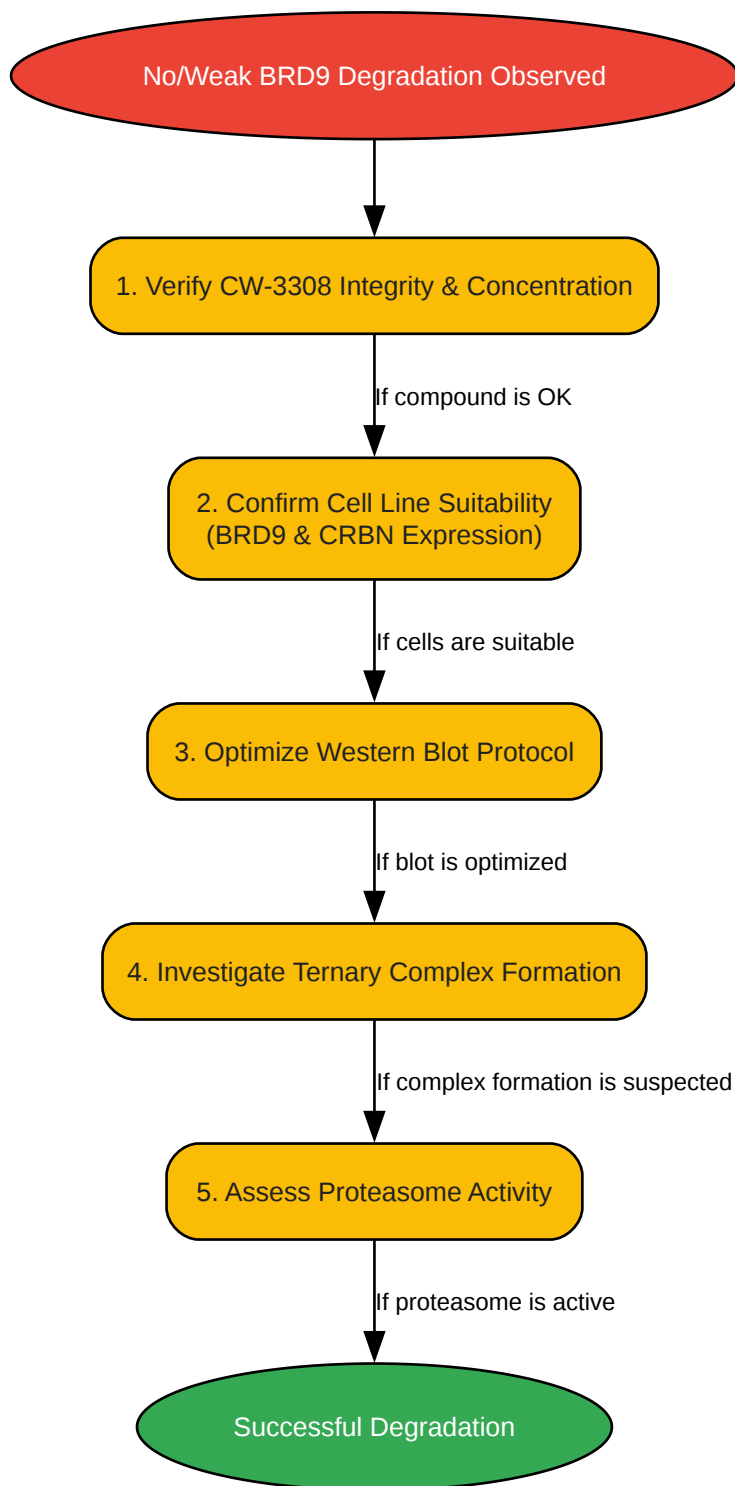 No/Weak BRD9 Degradation Observed
1. Verify CW-3308 Integrity & Concentration
If compound is OK
2. Confirm Cell Line Suitability
(BRD9 & CRBN Expression)
If cells are suitable
3. Optimize Western Blot Protocol
If blot is optimized
4. Investigate Ternary Complex Formation
If complex formation is suspected
5. Assess Proteasome Activity
If proteasome is active
Successful Degradation